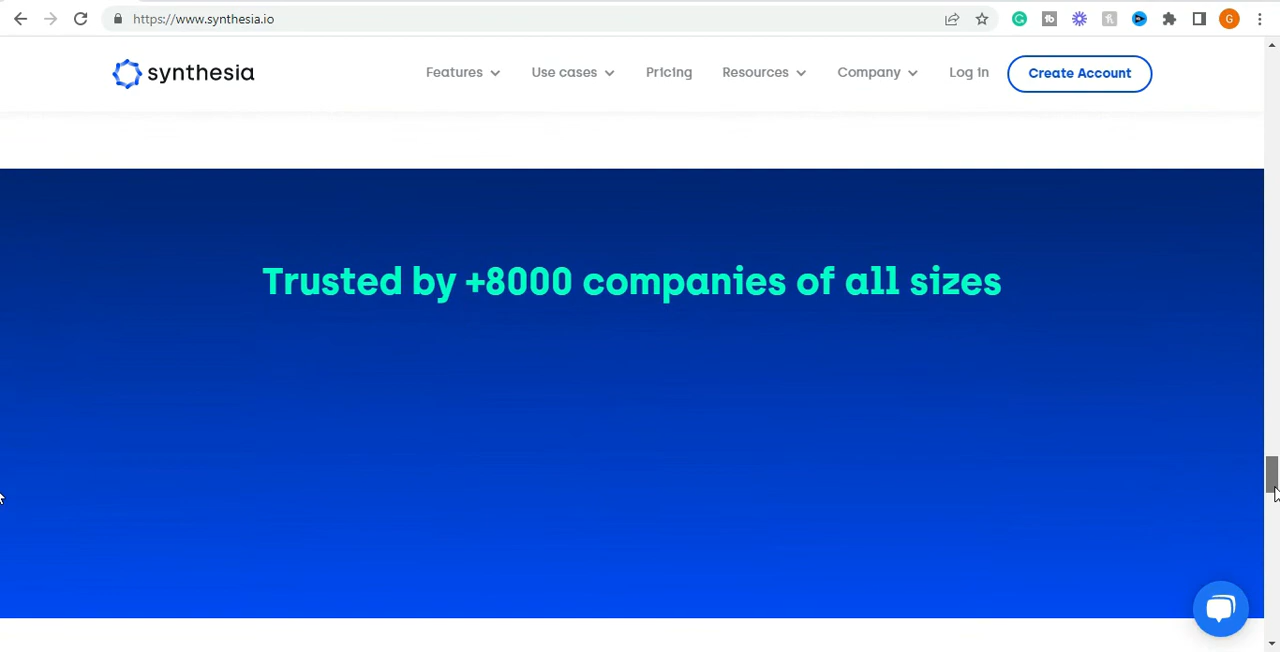 https://www.synthesia.io
G
synthesia
Features
Use cases
Pricing
Resources
Company
Log in
Create Account
Trusted by +8000 companies of all sizes